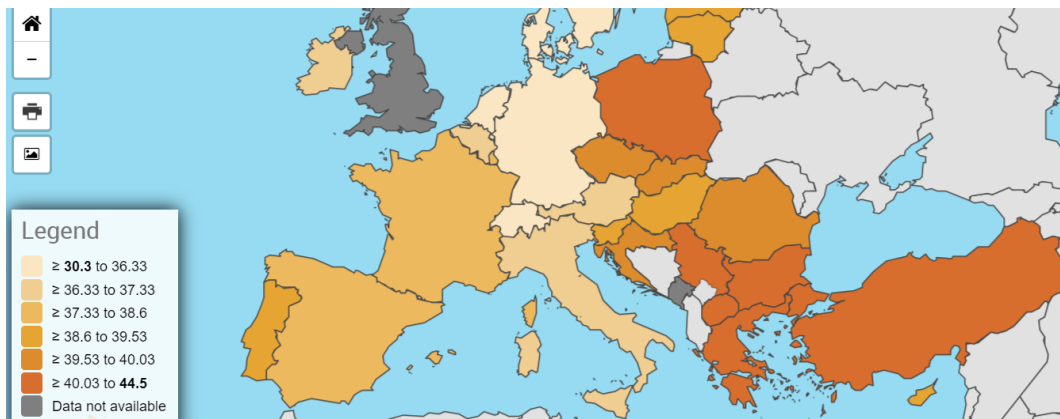 Legend
≥ 30.3 to 36.33
≥ 36.33 to 37.33
≥ 37.33 to 38.6
≥ 38.6 to 39.53
≥ 39.53 to 40.03
≥ 40.03 to 44.5
Data not available